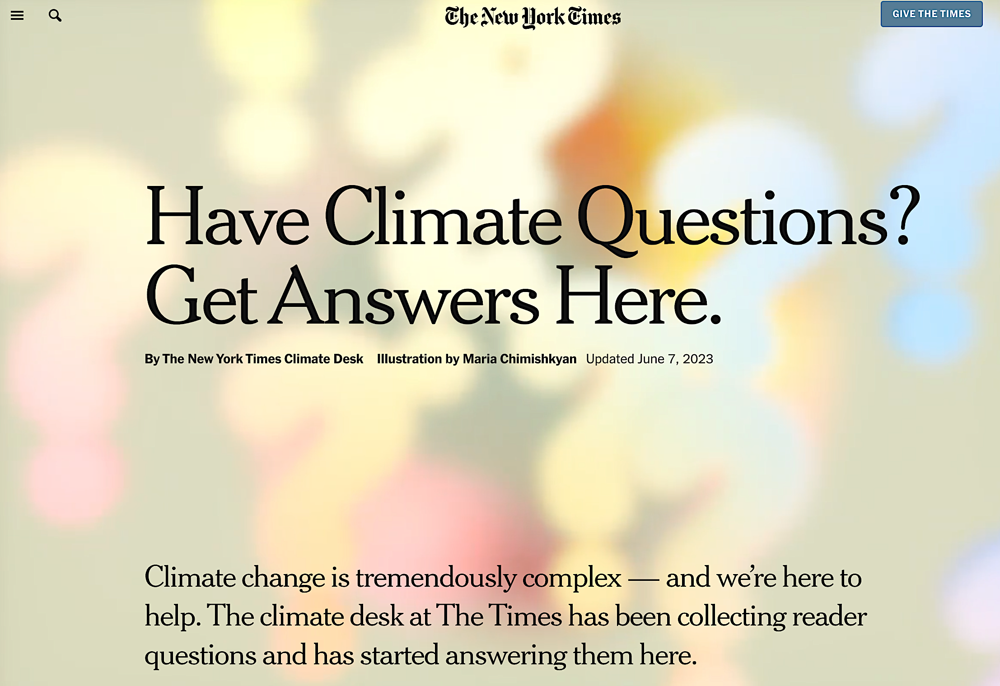 The New York Times
GIVE THE TIMES
Have Climate Questions?
Get Answers Here.
By The New York Times Climate Desk Illustration by Maria Chimishkyan Updated June 7, 2023
Climate change is tremendously complex — and we’re here to
help. The climate desk at The Times has been collecting reader
questions and has started answering them here.